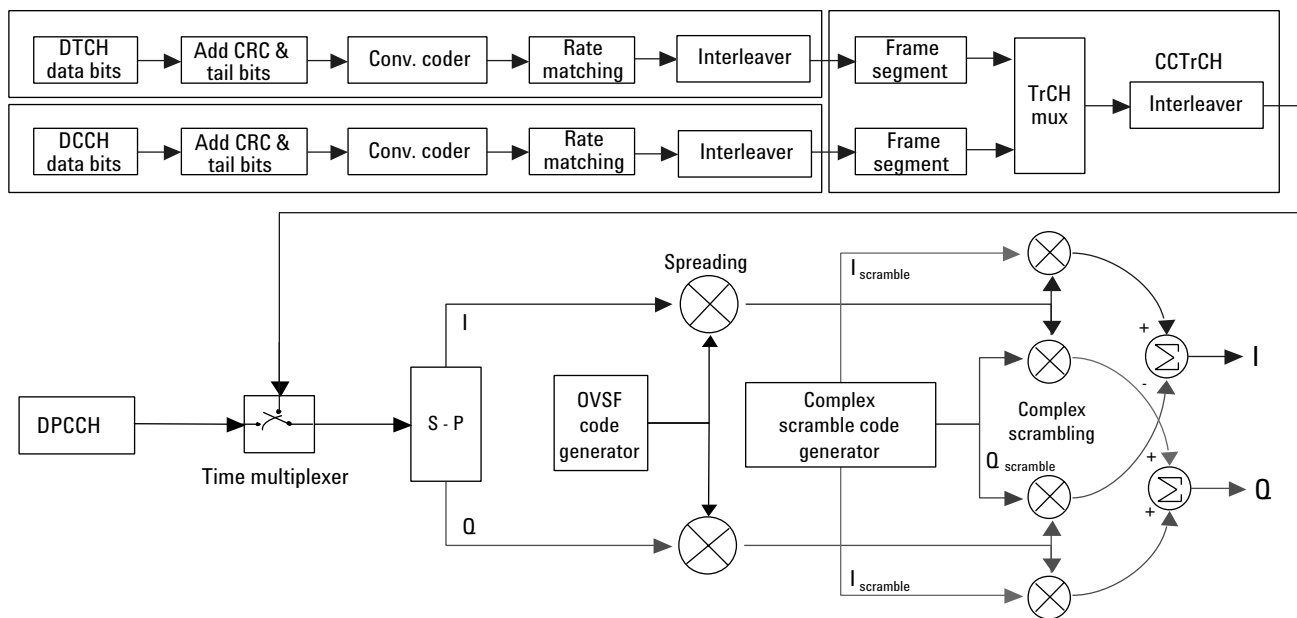 DTCH
data bits
Add CRC &
tail bits
Conv. coder
Rate
matching
Interleaver
Frame
segment
TrCH
mux
CCTrCH
Interleaver
DCCH
data bits
Add CRC &
tail bits
Conv. coder
Rate
matching
Interleaver
Frame
segment
DPCCH
Time multiplexer
S - P
I
Q
Spreading
OVSF
code
generator
I scramble
Complex
scramble code
generator
Complex
scrambling
Q scramble
I scramble
+
Σ
-
I
+
Σ
+
Q